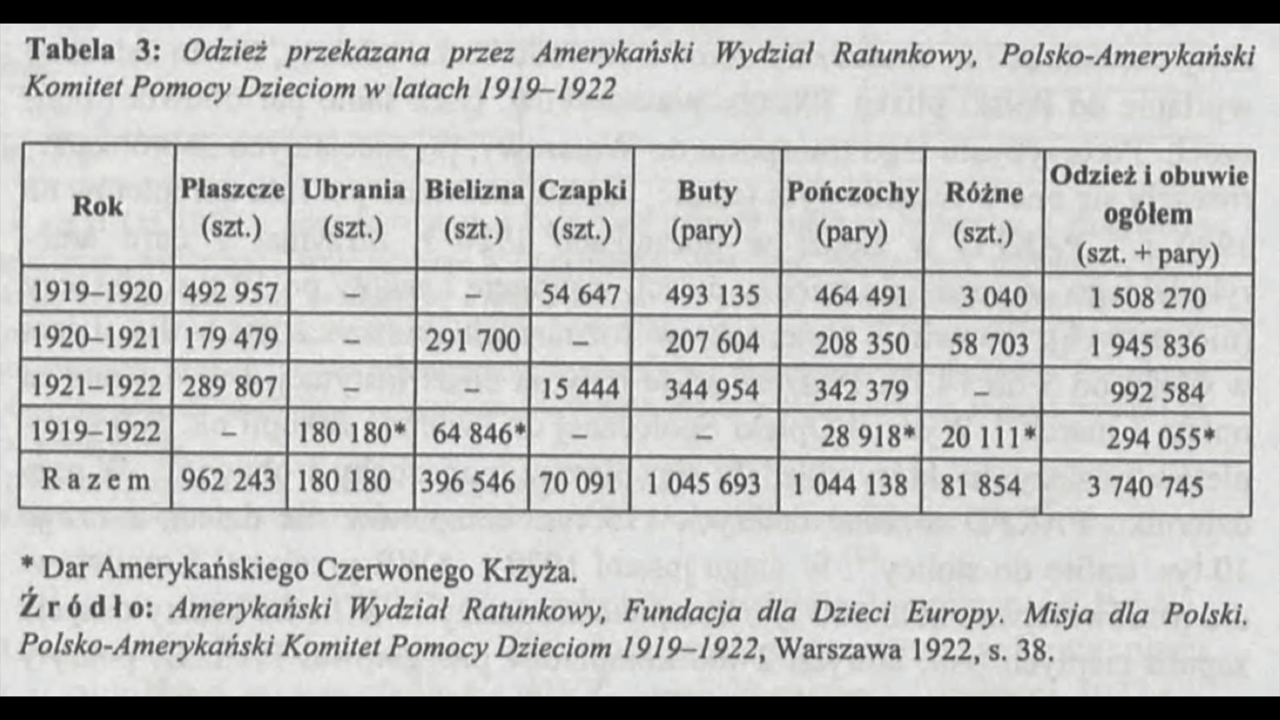 Tabela 3: Odzież przekazana przez Amerykański Wydział Ratunkowy, Polsko-Amerykański
Komitet Pomocy Dzieciom w latach 1919–1922
Rok Płaszcze (szt.) Ubrania (szt.) Bielizna (szt.) Czapki (szt.) Buty (pary) Pończochy (pary) Różne (szt.) Odzież i obuwie ogółem (szt. + pary)
1919–1920 492 957 – – 54 647 493 135 464 491 3 040 1 508 270
1920–1921 179 479 – 291 700 – 207 604 208 350 58 703 1 945 836
1921–1922 289 807 – – 15 444 344 954 342 379 – 992 584
1919–1922 – 180 180* 64 846* – – 28 918* 20 111* 294 055*
Razem 962 243 180 180 396 546 70 091 1 045 693 1 044 138 81 854 3 740 745
* Dar Amerykańskiego Czerwonego Krzyża.
Źródło: Amerykański Wydział Ratunkowy, Fundacja dla Dzieci Europy. Misja dla Polski.
Polsko-Amerykański Komitet Pomocy Dzieciom 1919–1922, Warszawa 1922, s. 38.